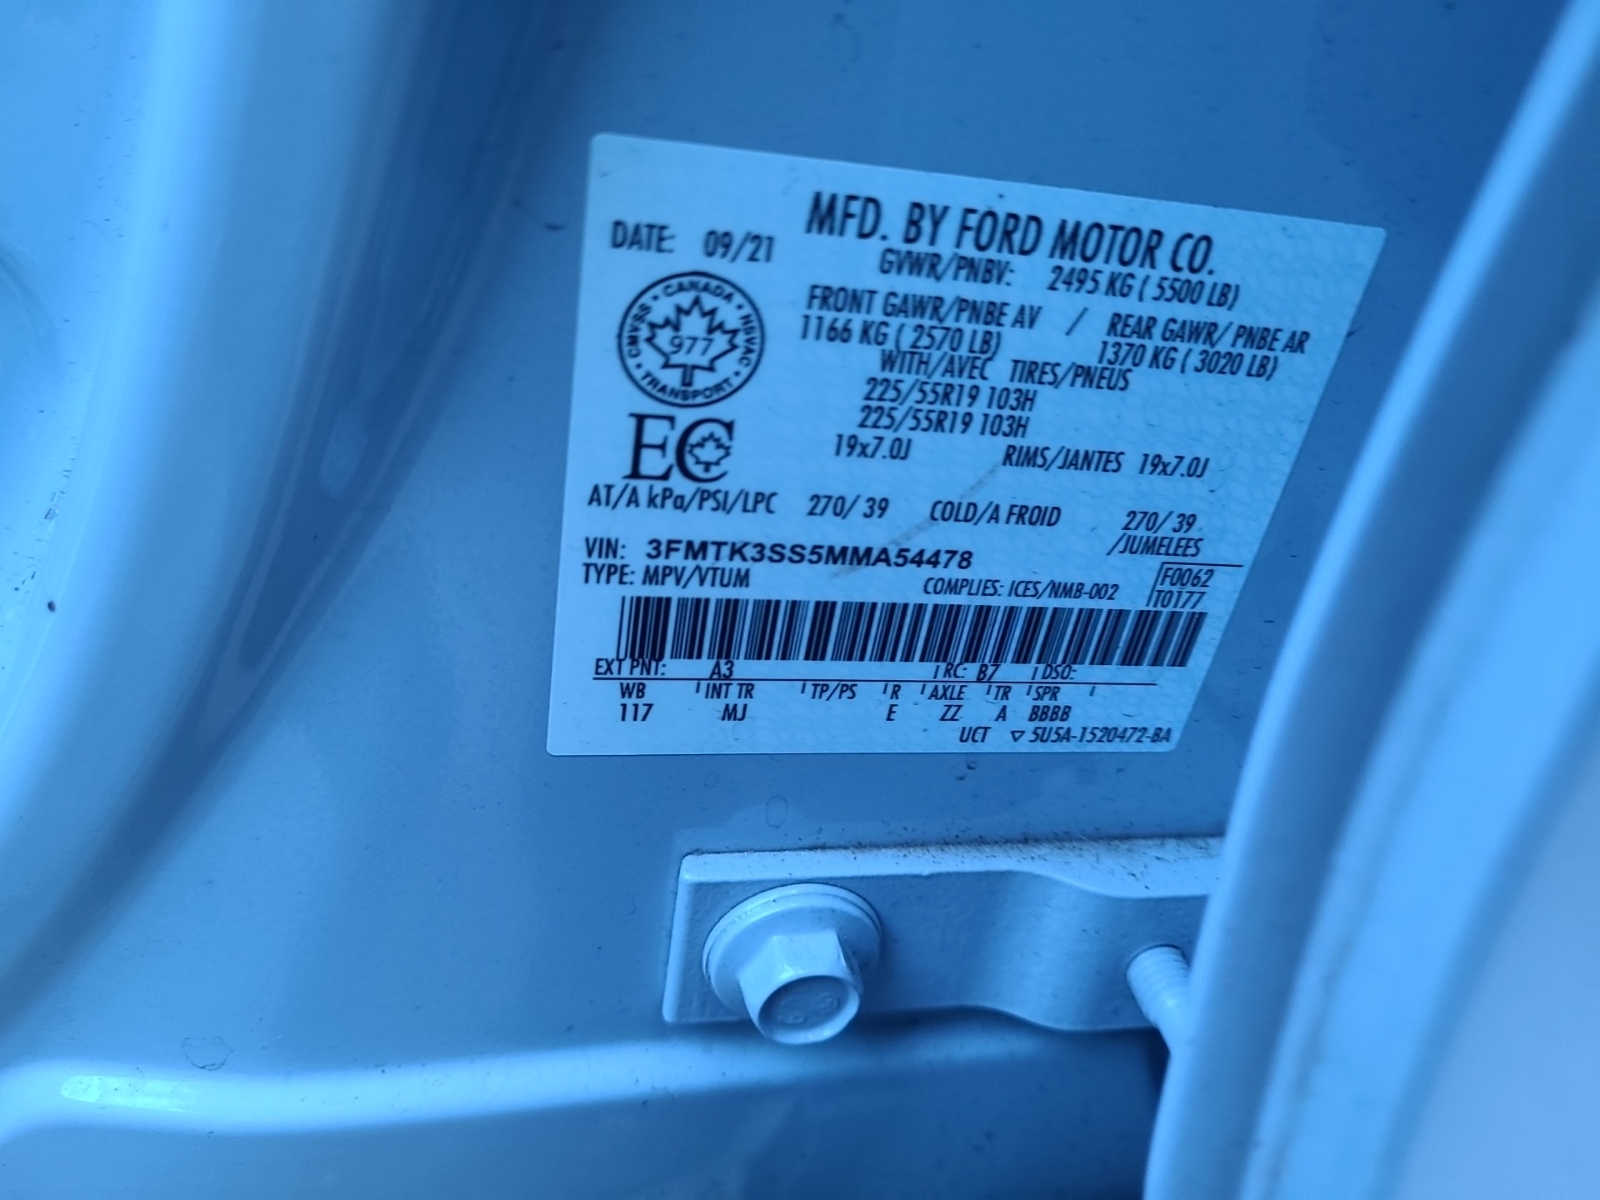 MFD. BY FORD MOTOR CO.
DATE: 09/21
GVWR/PNBV: 2495 KG ( 5500 LB)
FRONT GAWR/PNBE AV / REAR GAWR/ PNBE AR
1166 KG ( 2570 LB) 1370 KG ( 3020 LB)
WITH/AVEC TIRES/PNEUS
225/55R19 103H
225/55R19 103H
19x7.0J RIMS/JANTES 19x7.0J
CANADA
CMVSS NSVAC
977
TRANSPORT
EC
AT/A kPa/PSI/LPC 270/ 39 COLD/A FROID 270/ 39
/JUMELEES
VIN: 3FMTK3SS5MMA54478
TYPE: MPV/VTUM
COMPLIES: ICES/NMB-002
F0062
T0177
EXT PNT: A3 RC: B7 DSO:
WB INT TR TP/PS R AXLE TR SPR
117 MJ E ZZ A BBBB
UCT ▽ 5U5A-1520472-BA